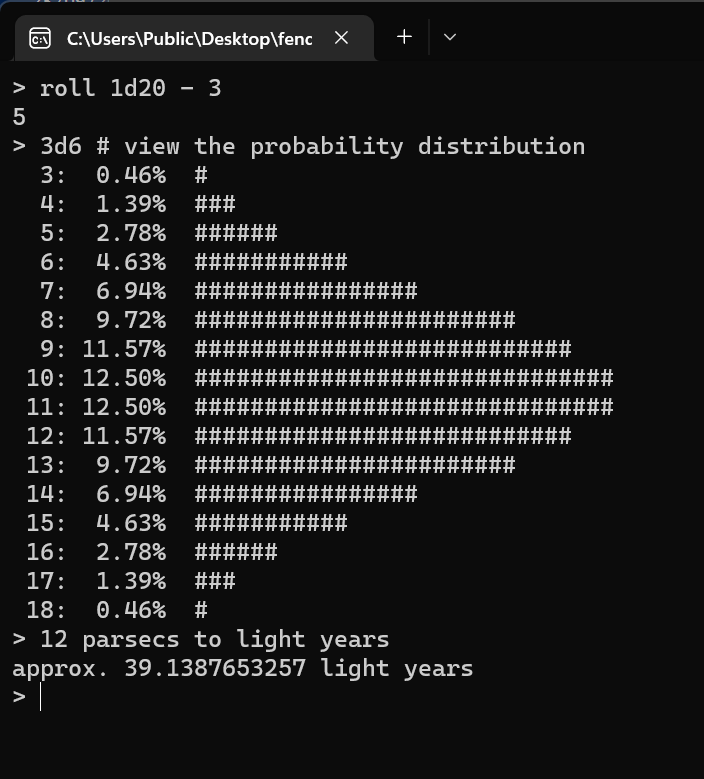 C:\Users\Public\Desktop\fenc
> roll 1d20 - 3
5
> 3d6 # view the probability distribution
  3:  0.46%  #
  4:  1.39%  ###
  5:  2.78%  ######
  6:  4.63%  ###########
  7:  6.94%  ################
  8:  9.72%  #######################
  9: 11.57%  ###########################
 10: 12.50%  ##############################
 11: 12.50%  ##############################
 12: 11.57%  ###########################
 13:  9.72%  #######################
 14:  6.94%  ################
 15:  4.63%  ###########
 16:  2.78%  ######
 17:  1.39%  ###
 18:  0.46%  #
> 12 parsecs to light years
approx. 39.1387653257 light years
>